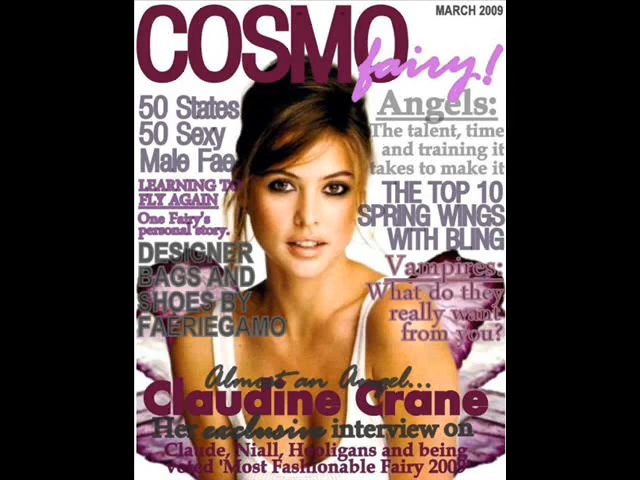 MARCH 2009
COSMO
fairy!
50 States
50 Sexy
Male Fae
LEARNING TO
FLY AGAIN
One Fairy's
personal story.
DESIGNER
BAGS AND
SHOES BY
FAERIEGAMO
Angels:
The talent, time
and training it
takes to make it
THE TOP 10
SPRING WINGS
WITH BLING
Vampires:
What do they
really want
from you?
Almost an Angel...
Claudine Crane
Her exclusive interview on
Claude, Niall, Hooligans and being
voted 'Most Fashionable Fairy 2009'